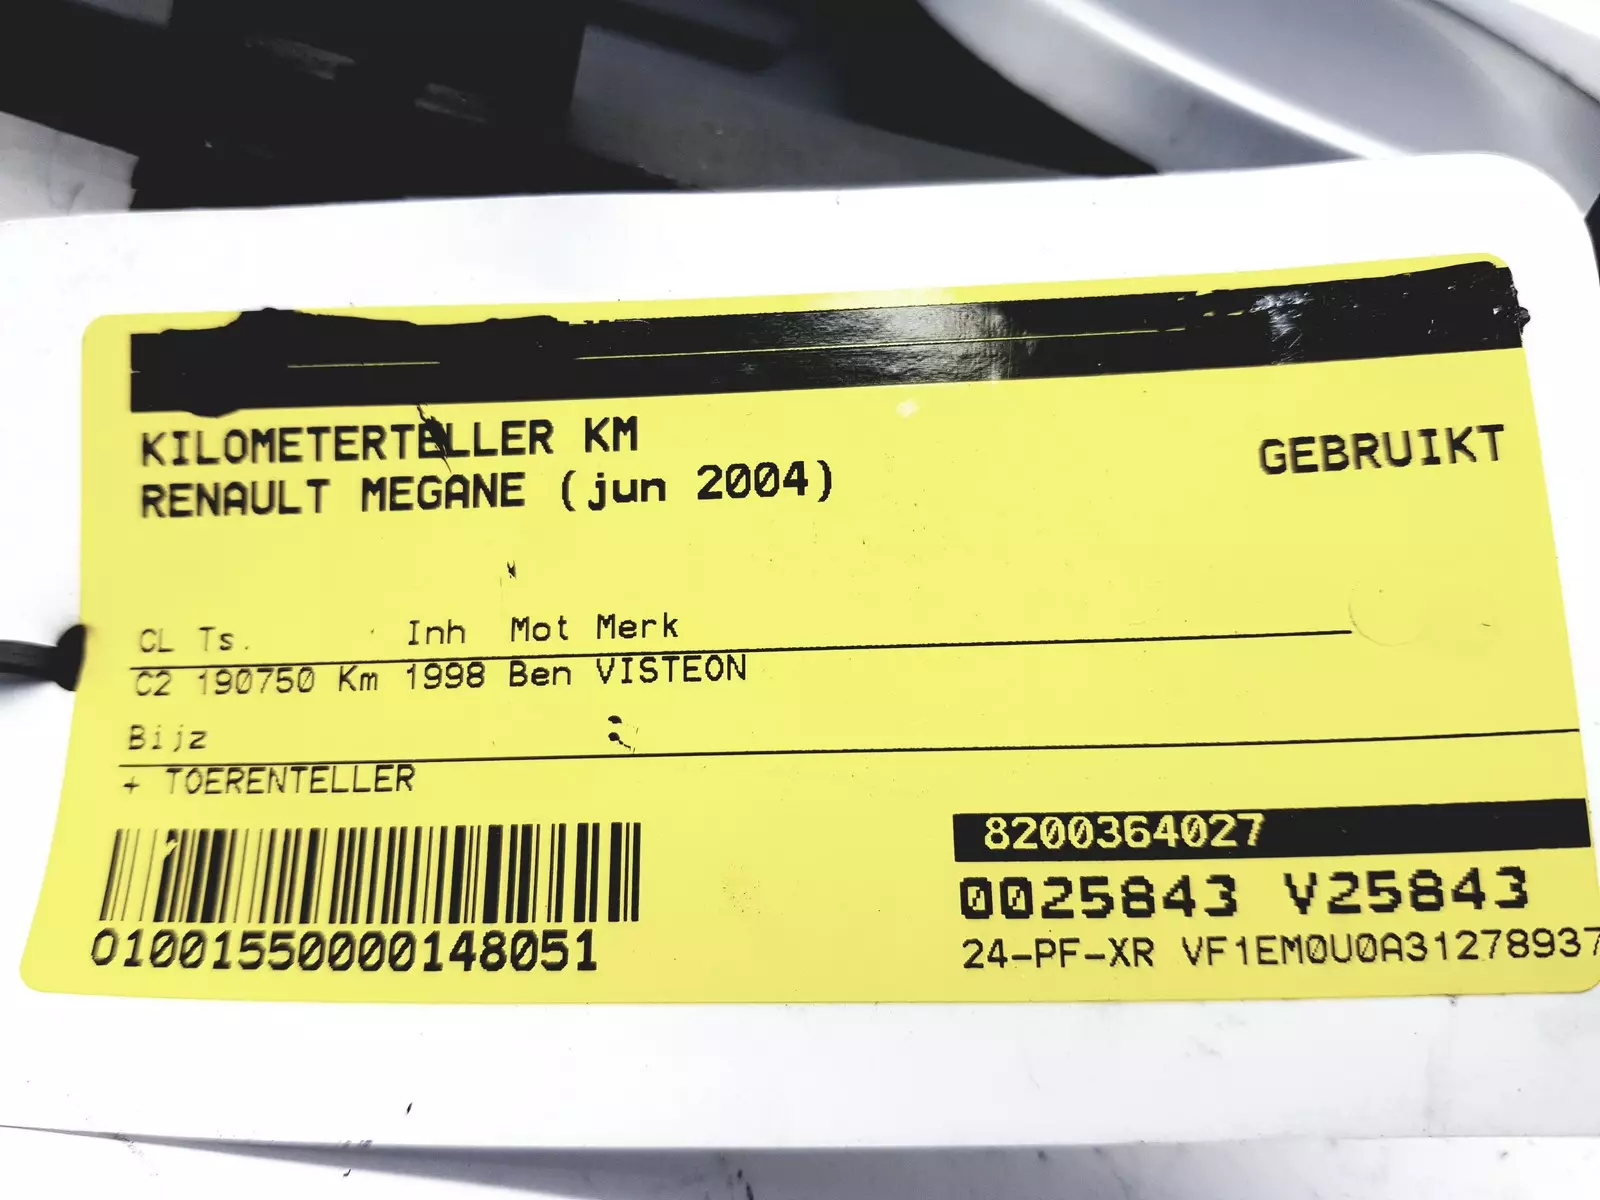 KILOMETERTELLER KM
GEBRUIKT
RENAULT MEGANE (jun 2004)
CL Ts. Inh Mot Merk
C2 190750 Km 1998 Ben VISTEON
Bijz
+ TOERENTELLER
8200364027
0025843 V25843
01001550000148051
24-PF-XR VF1EM0U0A31278937